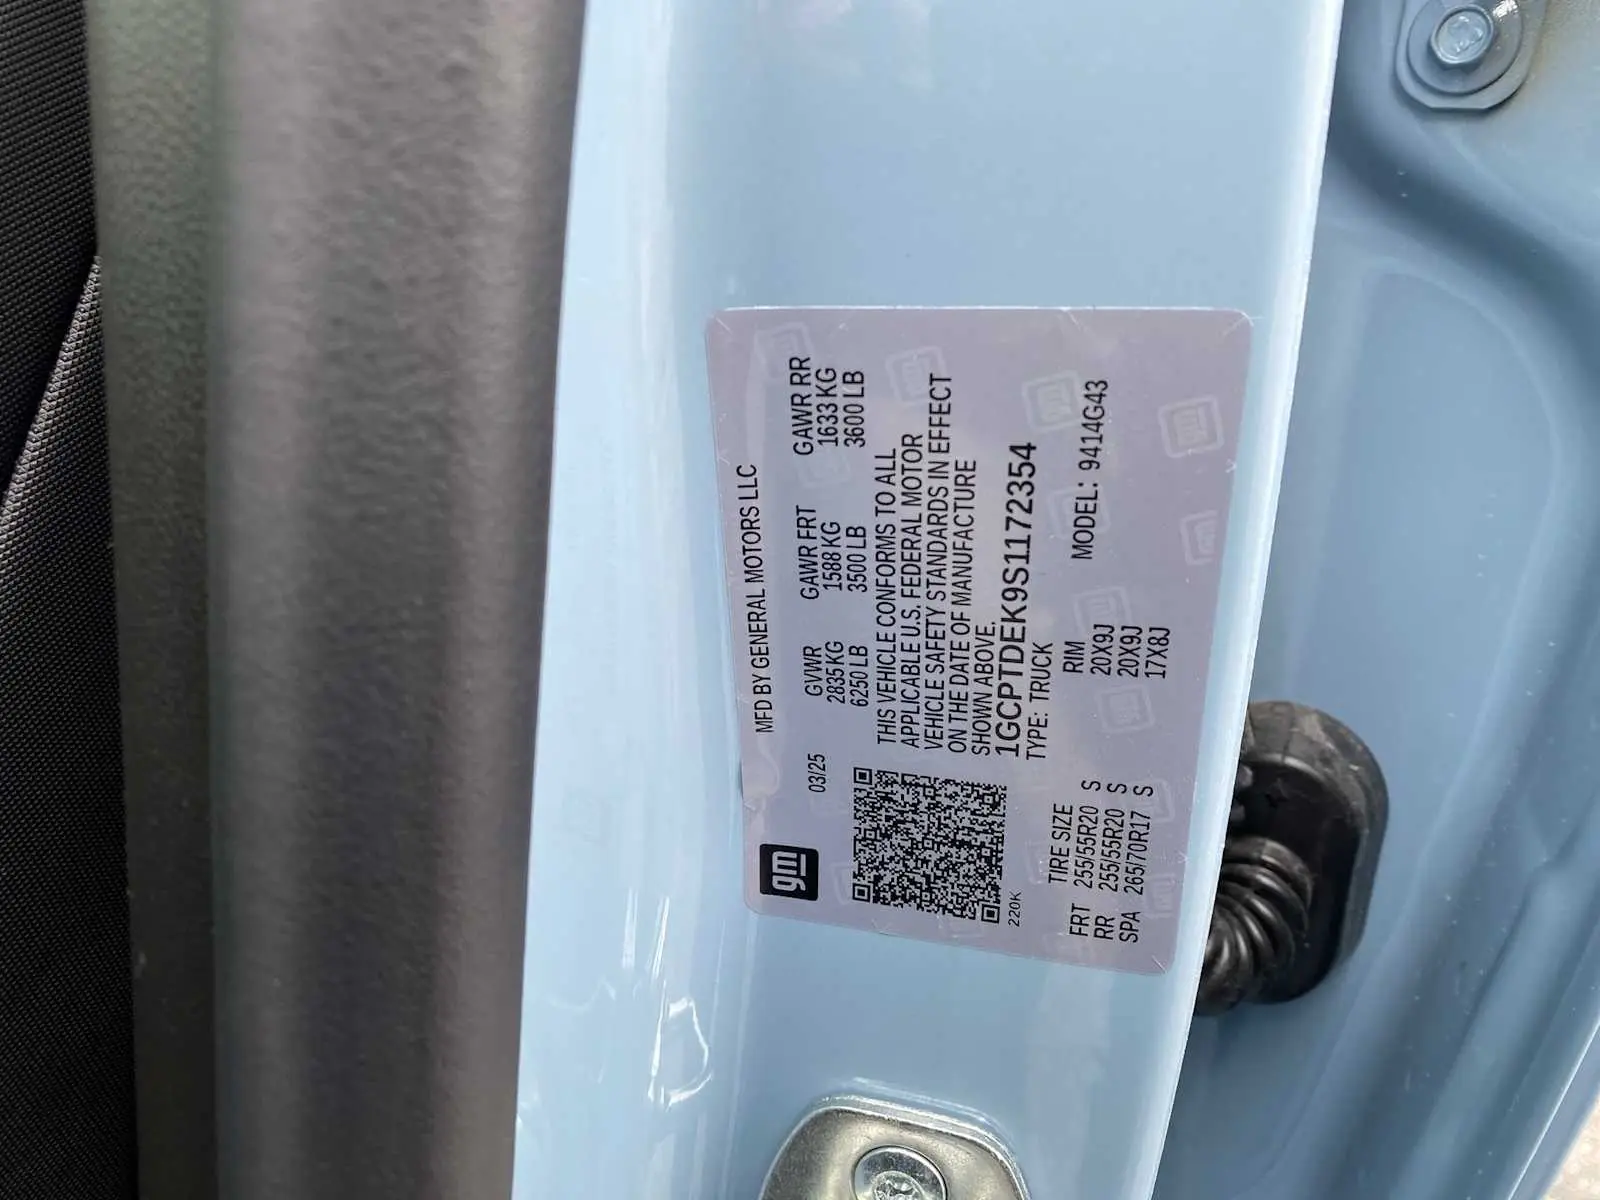 gm
MFD BY GENERAL MOTORS LLC
03/25 GVWR GAWR FRT GAWR RR
2835 KG 1588 KG 1633 KG
6250 LB 3500 LB 3600 LB
THIS VEHICLE CONFORMS TO ALL
APPLICABLE U.S. FEDERAL MOTOR
VEHICLE SAFETY STANDARDS IN EFFECT
ON THE DATE OF MANUFACTURE
SHOWN ABOVE.
1GCPTDEK9S1172354
220K
TYPE: TRUCK
TIRE SIZE RIM MODEL: 9414G43
FRT 255/55R20 S 20X9J
RR 255/55R20 S 20X9J
SPA 265/70R17 S 17X8J